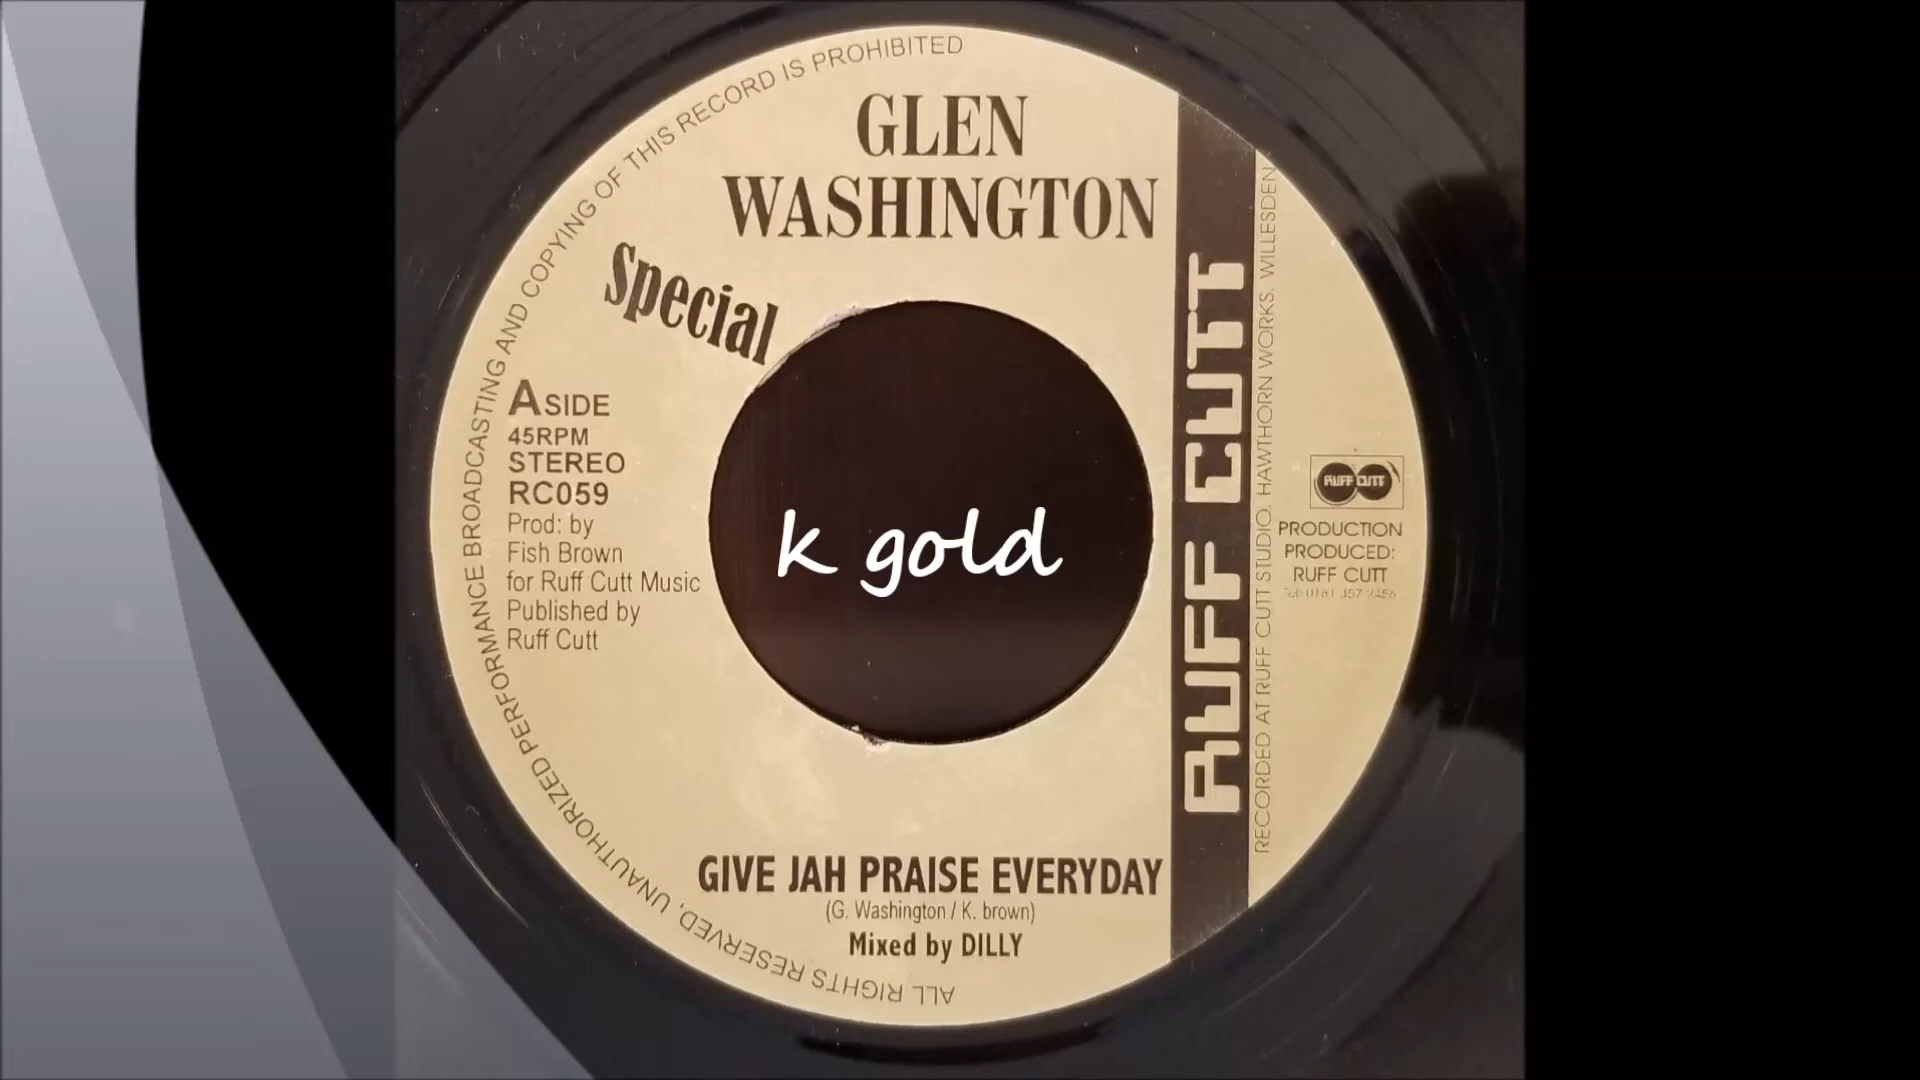 ALL RIGHTS RESERVED, UNAUTHORIZED PERFORMANCE BROADCASTING AND COPYING OF THIS RECORD IS PROHIBITED
GLEN
WASHINGTON
Special
ASIDE
45RPM
STEREO
RC059
Prod: by
Fish Brown
for Ruff Cutt Music
Published by
Ruff Cutt
k gold
RUFF CUTT
RECORDED AT RUFF CUTT STUDIO. HAWTHORN WORKS. WILLESDEN
RUFF CUTT
PRODUCTION
PRODUCED:
RUFF CUTT
GIVE JAH PRAISE EVERYDAY
(G. Washington / K. brown)
Mixed by DILLY